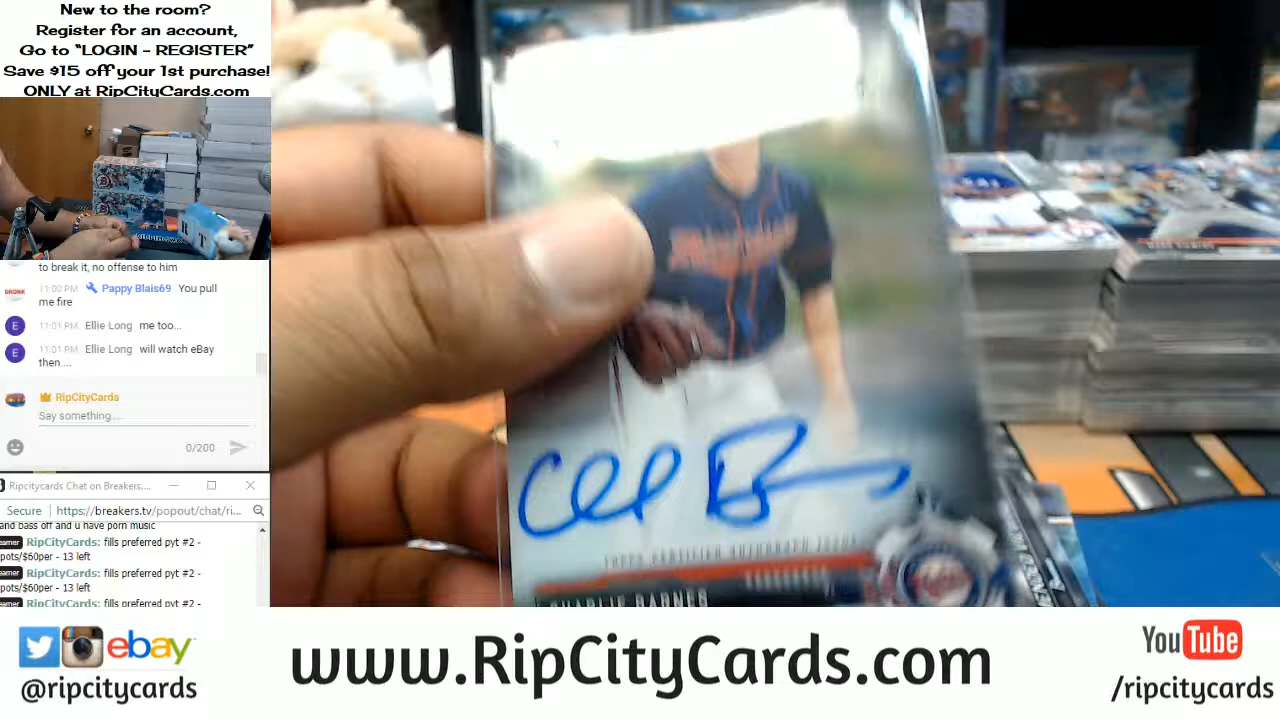 New to the room?
Register for an account,
Go to “LOGIN - REGISTER”
Save $15 off your 1st purchase!
ONLY at RipCityCards.com
to break it, no offense to him
11:00 PM Pappy Blais69 You pull
me fire
E 11:01 PM Ellie Long me too...
E 11:01 PM Ellie Long will watch eBay
then....
RipCityCards
Say something...
0/200
Ripcitycards Chat on Breakers....
Secure https://breakers.tv/popout/chat/ri...
and bass off and u have porn music
RipCityCards: fills preferred pyt #2 -
pots/$60per - 13 left
RipCityCards: fills preferred pyt #2 -
pots/$60per - 13 left
RipCityCards: fills preferred pyt #2 -
TOPPS CERTIFIED AUTOGRAPH ISSUE
CHARLIE BARNES
R T
ebay
@ripcitycards
www.RipCityCards.com
YouTube
/ripcitycards